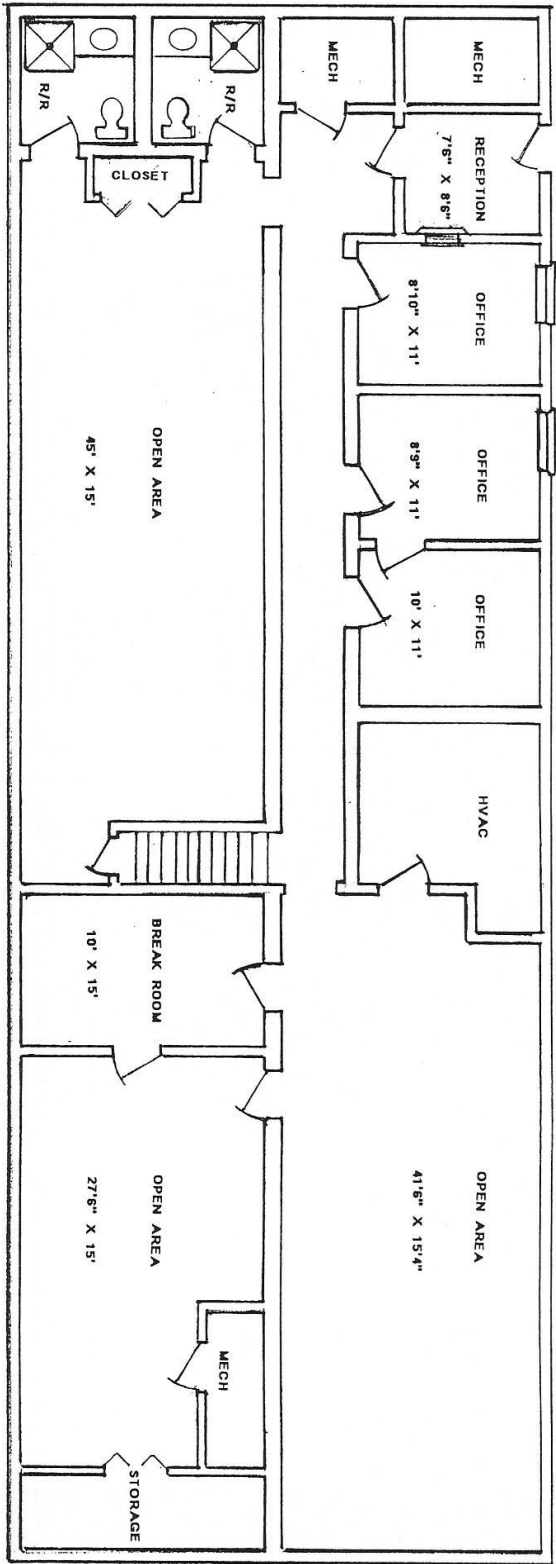 MECH
MECH
R/R
R/R
CLOSET
RECEPTION
7'6" X 8'6"
OFFICE
8'10" X 11'
OFFICE
8'9" X 11'
OFFICE
10' X 11'
OPEN AREA
45' X 15'
HVAC
BREAK ROOM
10' X 15'
OPEN AREA
41'6" X 15'4"
OPEN AREA
27'6" X 15'
MECH
STORAGE